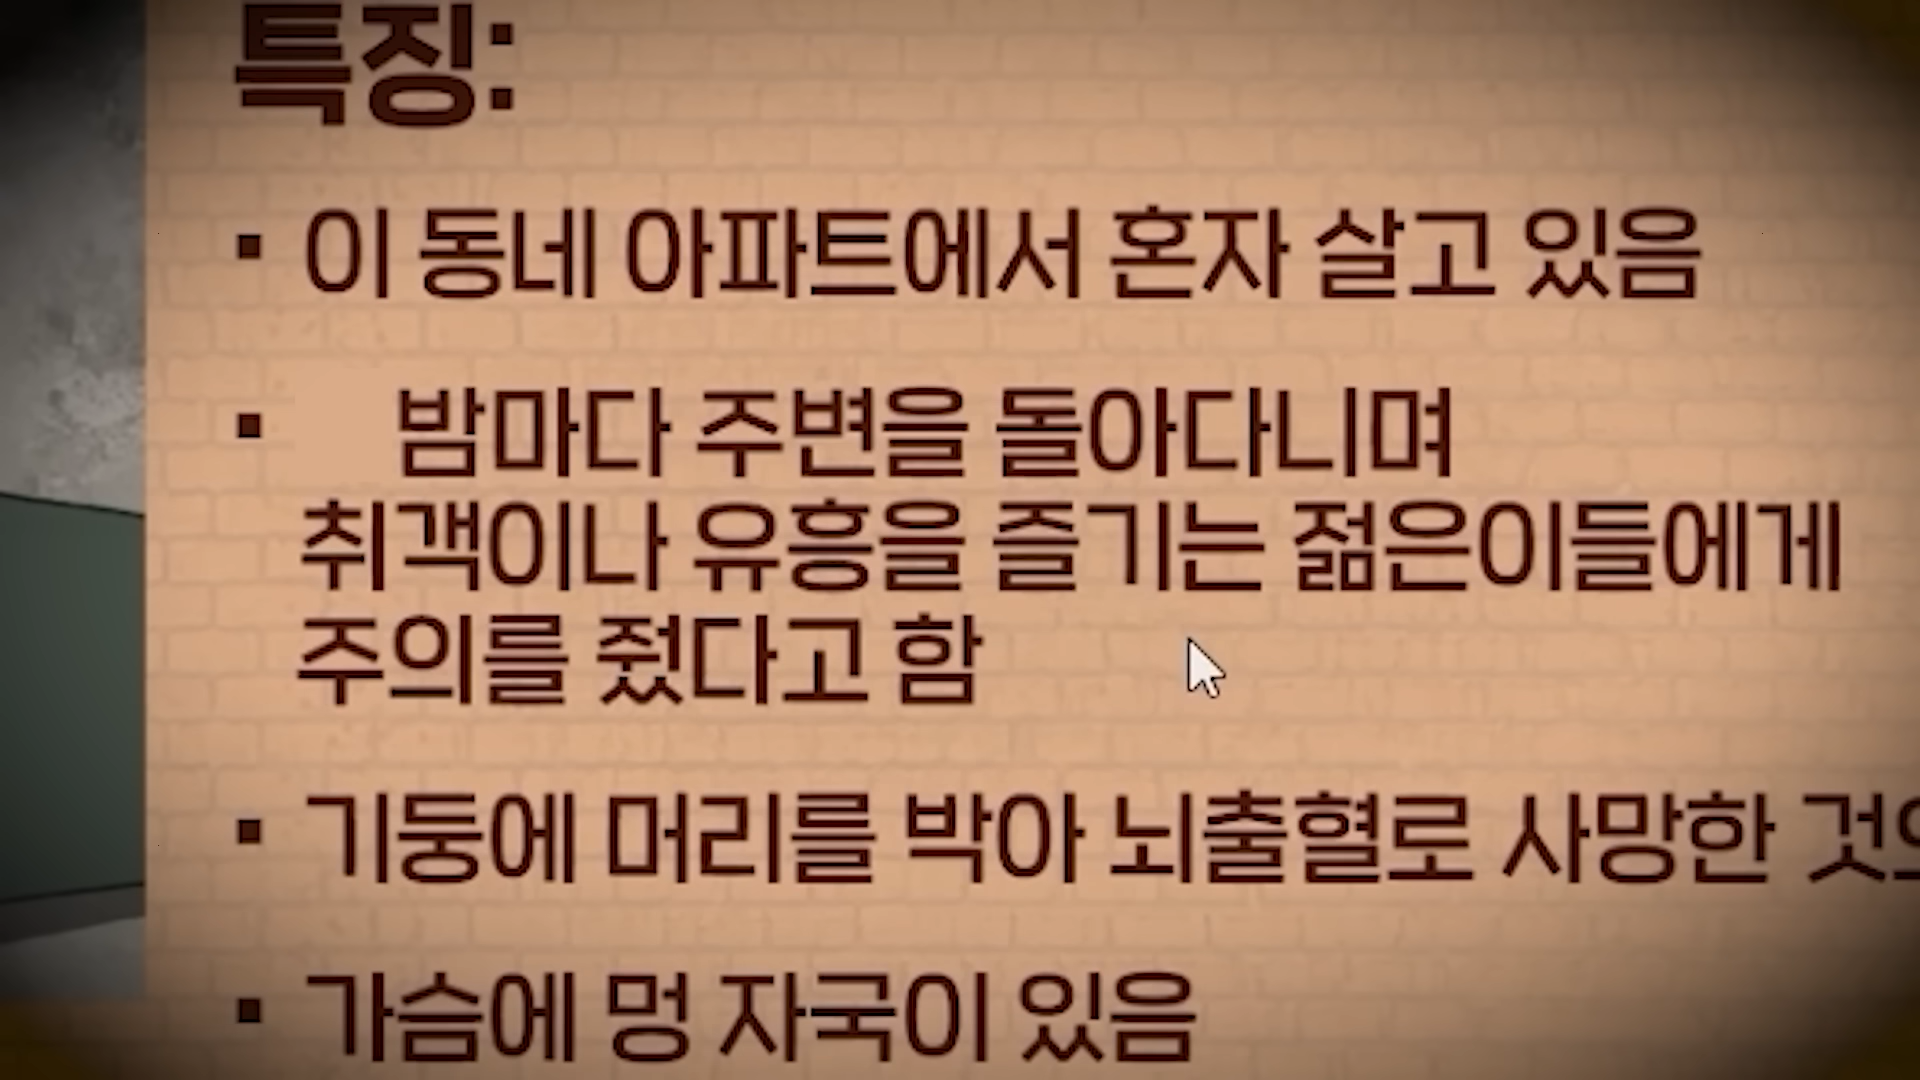 특징:
▪ 이 동네 아파트에서 혼자 살고 있음
▪ 밤마다 주변을 돌아다니며
취객이나 유흥을 즐기는 젊은이들에게
주의를 줬다고 함
▪ 기둥에 머리를 박아 뇌출혈로 사망한
▪ 가슴에 멍 자국이 있음